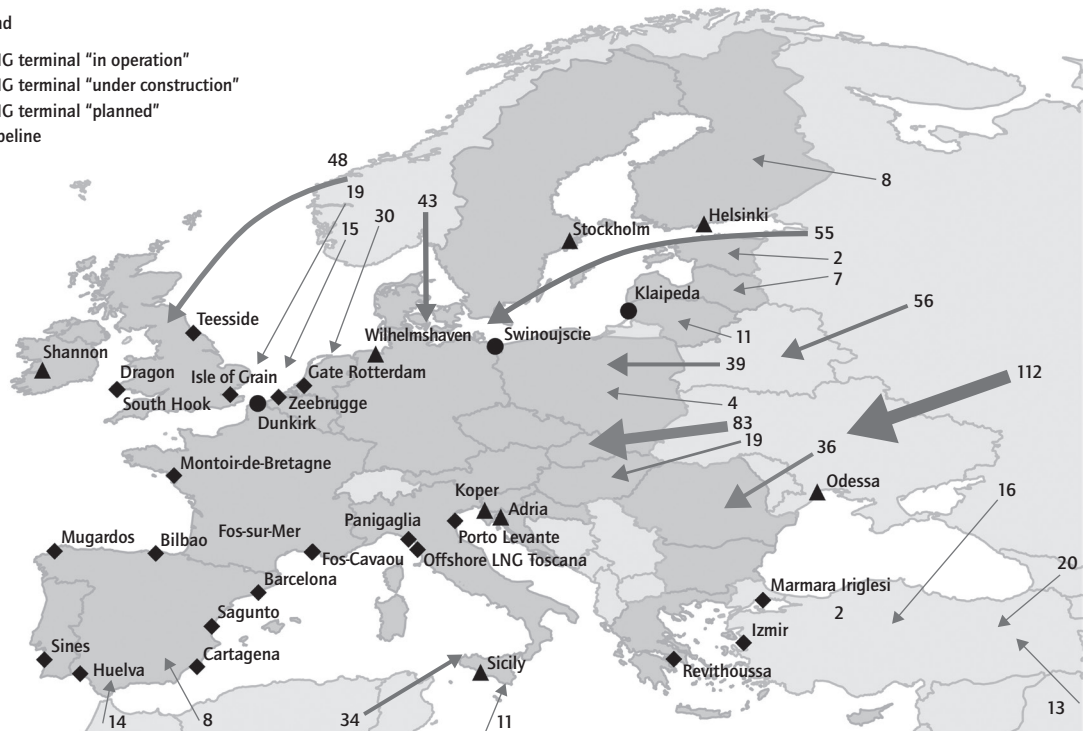 nd
IG terminal “in operation”
IG terminal “under construction”
IG terminal “planned”
peline
48
19
43
30
15
8
Helsinki
Stockholm
55
2
7
Klaipeda
56
Teesside
Wilhelmshaven
Swinoujscie
11
Shannon
Dragon
Isle of Grain
Gate Rotterdam
39
112
South Hook
Zeebrugge
4
Dunkirk
83
19
36
Montoir-de-Bretagne
Koper
Odessa
16
Adria
Mugardos
Bilbao
Fos-sur-Mer
Panigaglia
Porto Levante
Fos-Cavaou
Offshore LNG Toscana
20
Barcelona
Marmara Iriglesi
2
Sagunto
Izmir
Sines
Cartagena
Huelva
Sicily
Revithoussa
14
8
34
11
13